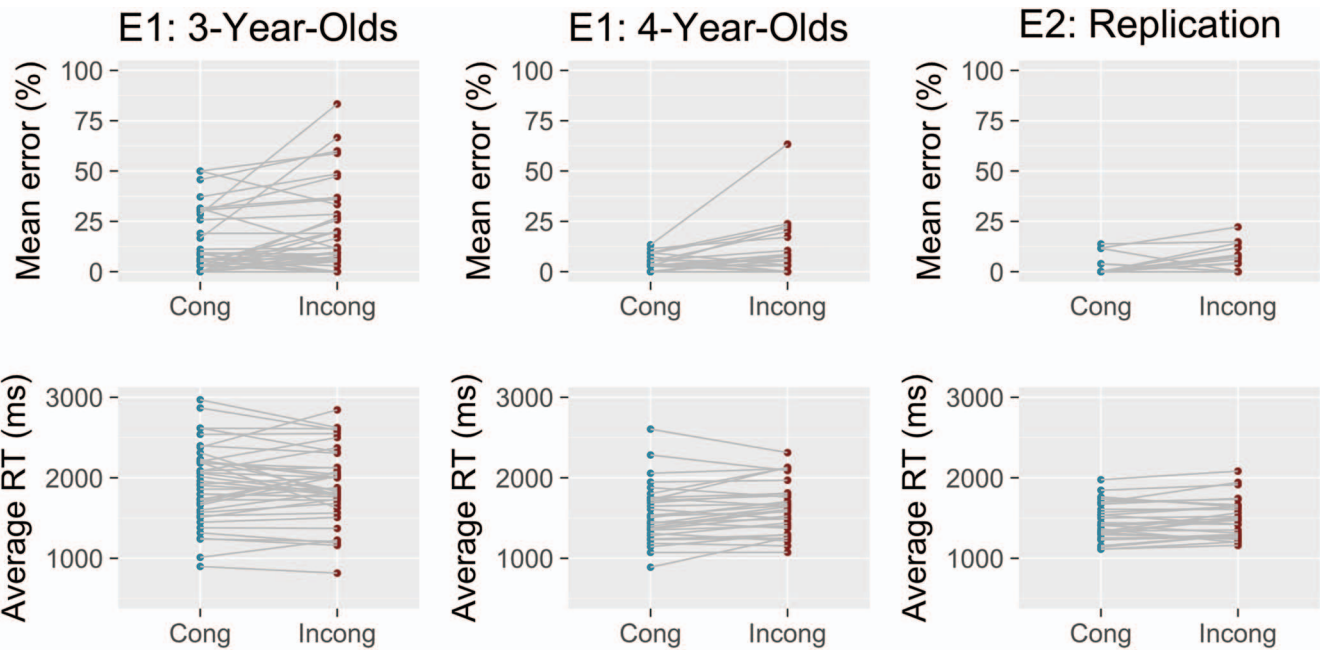 E1: 3-Year-Olds
E1: 4-Year-Olds
E2: Replication
Mean error (%)
100
75
50
25
0
Cong
Incong
Mean error (%)
100
75
50
25
0
Cong
Incong
Mean error (%)
100
75
50
25
0
Cong
Incong
Average RT (ms)
3000
2000
1000
Cong
Incong
Average RT (ms)
3000
2000
1000
Cong
Incong
Average RT (ms)
3000
2000
1000
Cong
Incong